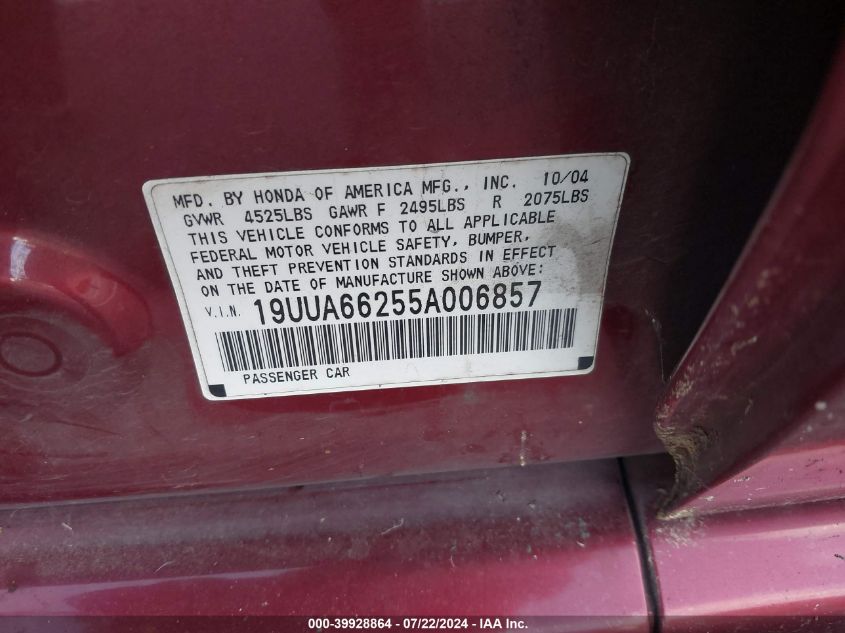 MFD. BY HONDA OF AMERICA MFG., INC. 10/04
GVWR 4525LBS GAWR F 2495LBS R 2075LBS
THIS VEHICLE CONFORMS TO ALL APPLICABLE
FEDERAL MOTOR VEHICLE SAFETY, BUMPER,
AND THEFT PREVENTION STANDARDS IN EFFECT
ON THE DATE OF MANUFACTURE SHOWN ABOVE:
V.I.N. 19UUA66255A006857
PASSENGER CAR
000-39928864 / 07/22/2024 - US - IAA Inc.